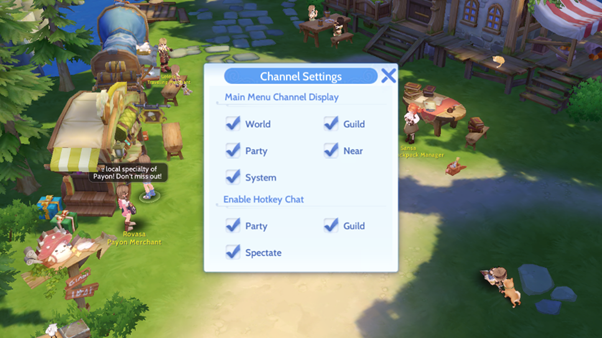 Channel Settings
Main Menu Channel Display
World
Guild
Party
Near
System
Enable Hotkey Chat
Party
Guild
Spectate
local specialty of
Payon! Don't miss out!
Rovasa
Payon Merchant
Manager